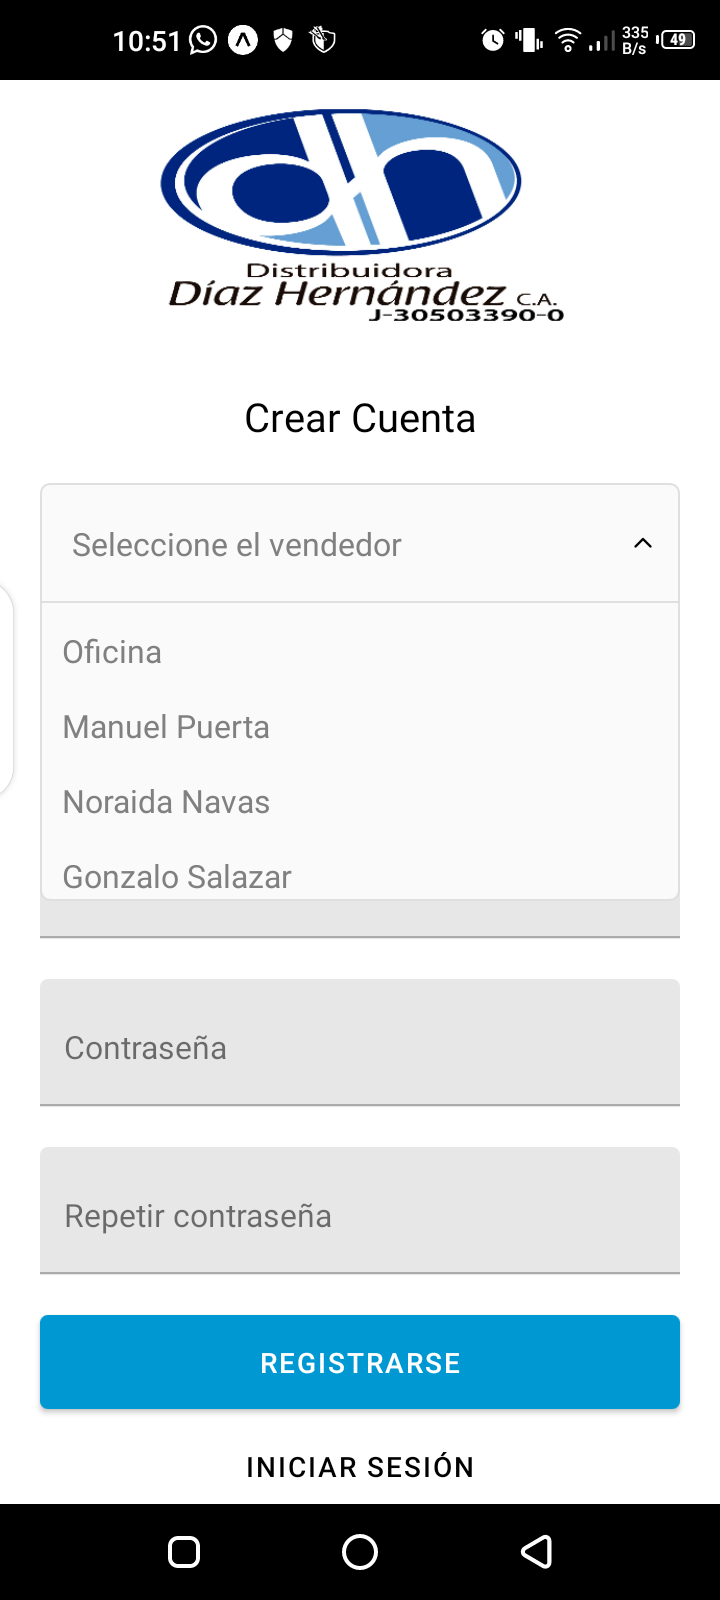 10:51
335
B/s
49
dh
Distribuidora
Díaz Hernández C.A.
J-30503390-0
Crear Cuenta
Seleccione el vendedor
Oficina
Manuel Puerta
Noraida Navas
Gonzalo Salazar
Contraseña
Repetir contraseña
REGISTRARSE
INICIAR SESIÓN